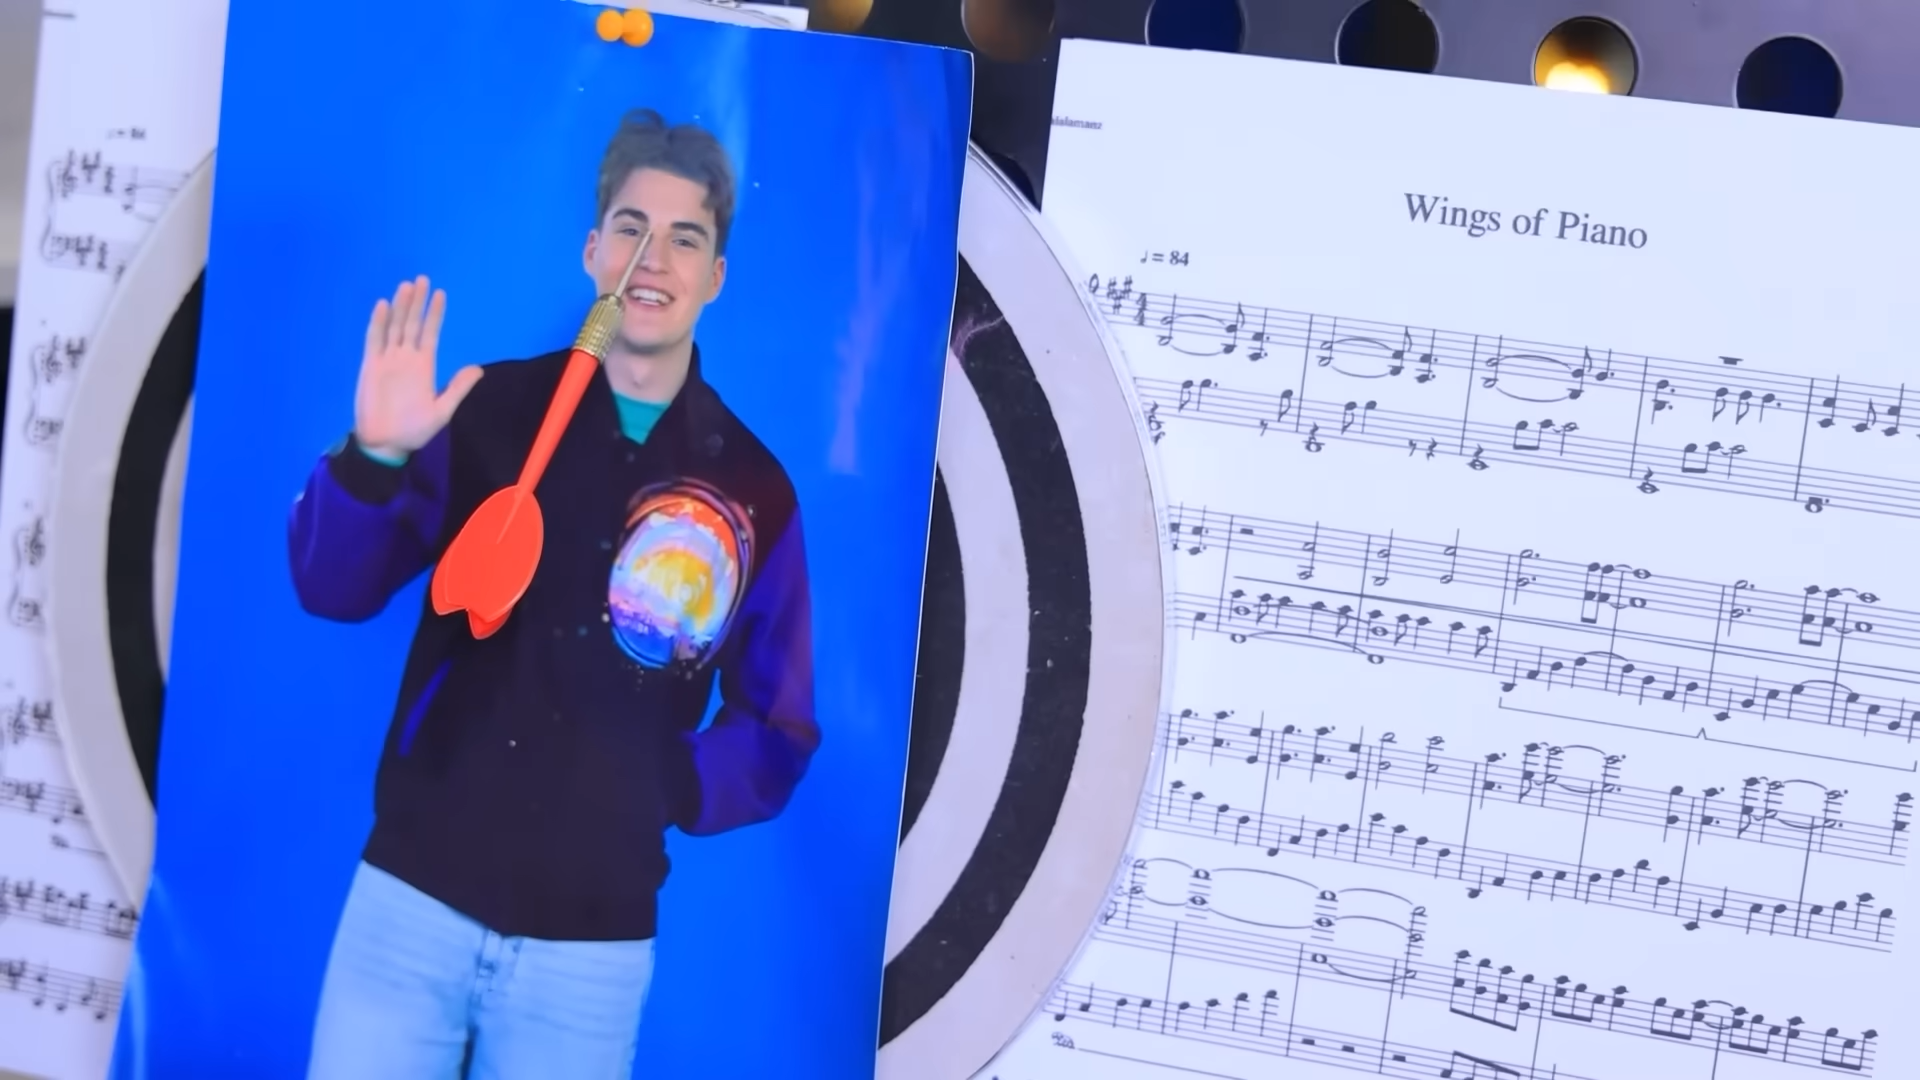 ♩ = 84
Wings of Piano
♩ = 84